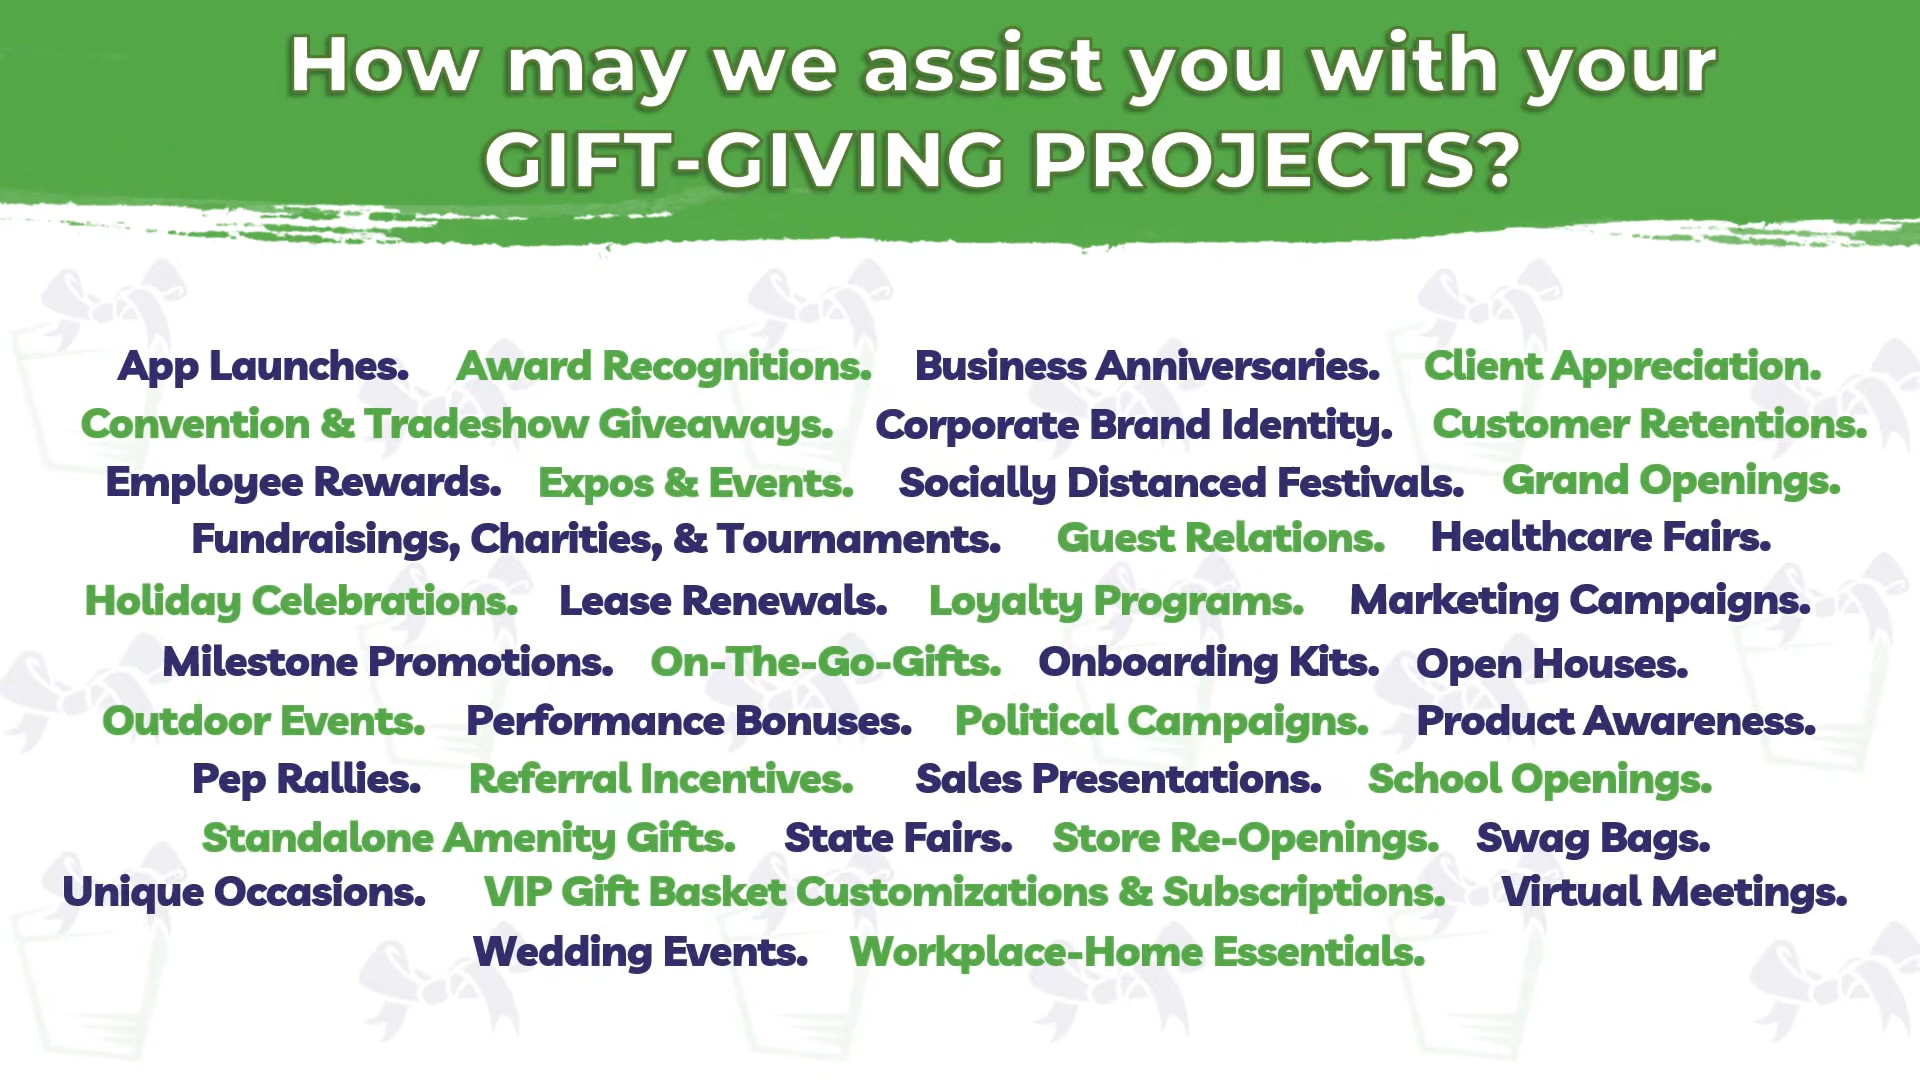 How may we assist you with your
GIFT-GIVING PROJECTS?
App Launches. Award Recognitions. Business Anniversaries. Client Appreciation.
Convention & Tradeshow Giveaways. Corporate Brand Identity. Customer Retentions.
Employee Rewards. Expos & Events. Socially Distanced Festivals. Grand Openings.
Fundraisings, Charities, & Tournaments. Guest Relations. Healthcare Fairs.
Holiday Celebrations. Lease Renewals. Loyalty Programs. Marketing Campaigns.
Milestone Promotions. On-The-Go-Gifts. Onboarding Kits. Open Houses.
Outdoor Events. Performance Bonuses. Political Campaigns. Product Awareness.
Pep Rallies. Referral Incentives. Sales Presentations. School Openings.
Standalone Amenity Gifts. State Fairs. Store Re-Openings. Swag Bags.
Unique Occasions. VIP Gift Basket Customizations & Subscriptions. Virtual Meetings.
Wedding Events. Workplace-Home Essentials.